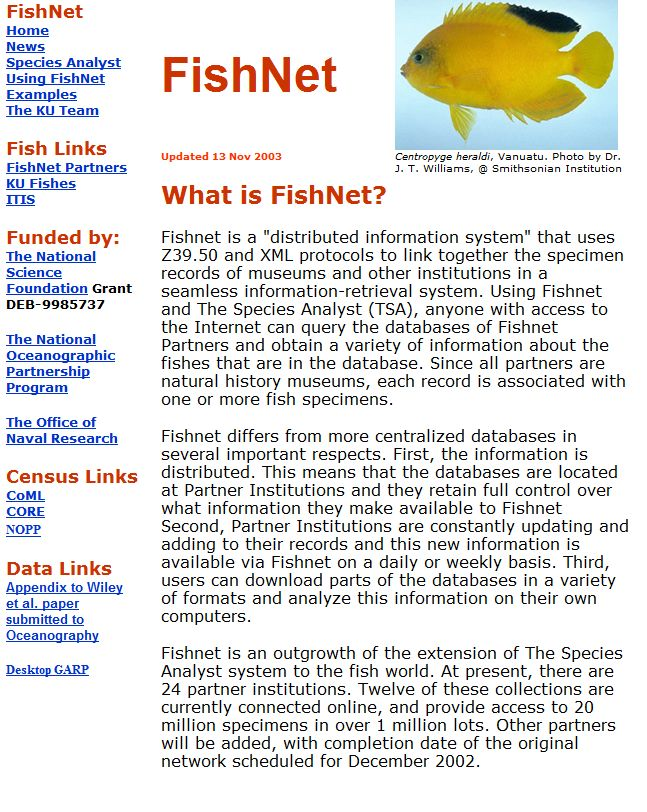 FishNet
Home
News
Species Analyst
Using FishNet
Examples
The KU Team
Fish Links
FishNet Partners
KU Fishes
ITIS
Funded by:
The National
Science
Foundation Grant
DEB-9985737
The National
Oceanographic
Partnership
Program
The Office of
Naval Research
Census Links
CoML
CORE
NOPP
Data Links
Appendix to Wiley
et al. paper
submitted to
Oceanography
Desktop GARP
FishNet
Updated 13 Nov 2003
Centropyge heraldi, Vanuatu. Photo by Dr.
J. T. Williams, @ Smithsonian Institution
What is FishNet?
Fishnet is a "distributed information system" that uses
Z39.50 and XML protocols to link together the specimen
records of museums and other institutions in a
seamless information-retrieval system. Using Fishnet
and The Species Analyst (TSA), anyone with access to
the Internet can query the databases of Fishnet
Partners and obtain a variety of information about the
fishes that are in the database. Since all partners are
natural history museums, each record is associated with
one or more fish specimens.
Fishnet differs from more centralized databases in
several important respects. First, the information is
distributed. This means that the databases are located
at Partner Institutions and they retain full control over
what information they make available to Fishnet
Second, Partner Institutions are constantly updating and
adding to their records and this new information is
available via Fishnet on a daily or weekly basis. Third,
users can download parts of the databases in a variety
of formats and analyze this information on their own
computers.
Fishnet is an outgrowth of the extension of The Species
Analyst system to the fish world. At present, there are
24 partner institutions. Twelve of these collections are
currently connected online, and provide access to 20
million specimens in over 1 million lots. Other partners
will be added, with completion date of the original
network scheduled for December 2002.